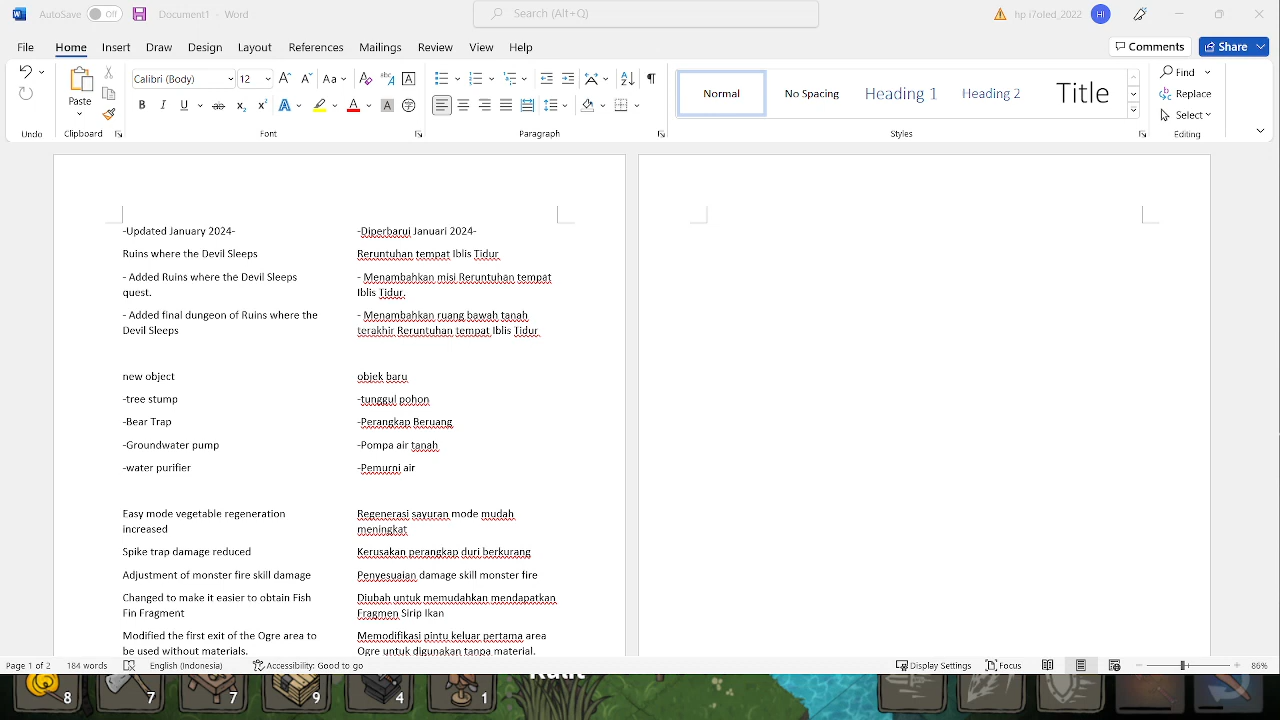 AutoSave Off Document1 - Word Search (Alt+Q) hp i7oled_2022 HI
File Home Insert Draw Design Layout References Mailings Review View Help Comments Share
Paste Calibri (Body) 12 Normal No Spacing Heading 1 Heading 2 Title Find Replace Select
Undo Clipboard Font Paragraph Styles Editing
-Updated January 2024- -Diperbarui Januari 2024-
Ruins where the Devil Sleeps Reruntuhan tempat Iblis Tidur
- Added Ruins where the Devil Sleeps - Menambahkan misi Reruntuhan tempat
quest. Iblis Tidur.
- Added final dungeon of Ruins where the - Menambahkan ruang bawah tanah
Devil Sleeps terakhir Reruntuhan tempat Iblis Tidur
new object objek baru
-tree stump -tunggul pohon
-Bear Trap -Perangkap Beruang
-Groundwater pump -Pompa air tanah
-water purifier -Pemurni air
Easy mode vegetable regeneration Regenerasi sayuran mode mudah
increased meningkat
Spike trap damage reduced Kerusakan perangkap duri berkurang
Adjustment of monster fire skill damage Penyesuaian damage skill monster fire
Changed to make it easier to obtain Fish Diubah untuk memudahkan mendapatkan
Fin Fragment Fragmen Sirip Ikan
Modified the first exit of the Ogre area to Memodifikasi pintu keluar pertama area
be used without materials. Ogre untuk digunakan tanpa material.
Page 1 of 2 184 words English (Indonesia) Accessibility: Good to go Display Settings Focus 86%
8 7 7 9 4 1